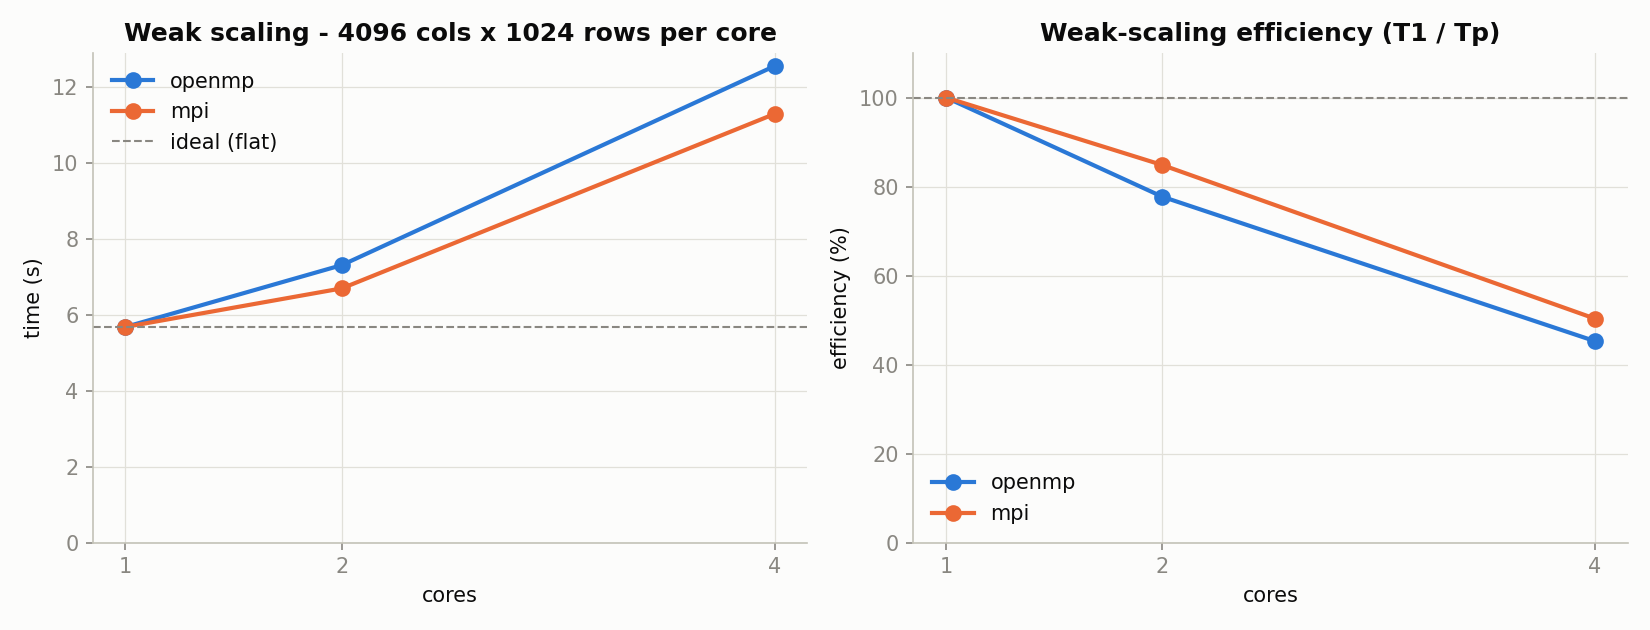 Weak scaling - 4096 cols x 1024 rows per core
openmp
mpi
ideal (flat)
12
10
8
6
4
2
0
time (s)
1
2
4
cores
Weak-scaling efficiency (T1 / Tp)
100
80
60
40
20
0
efficiency (%)
openmp
mpi
1
2
4
cores